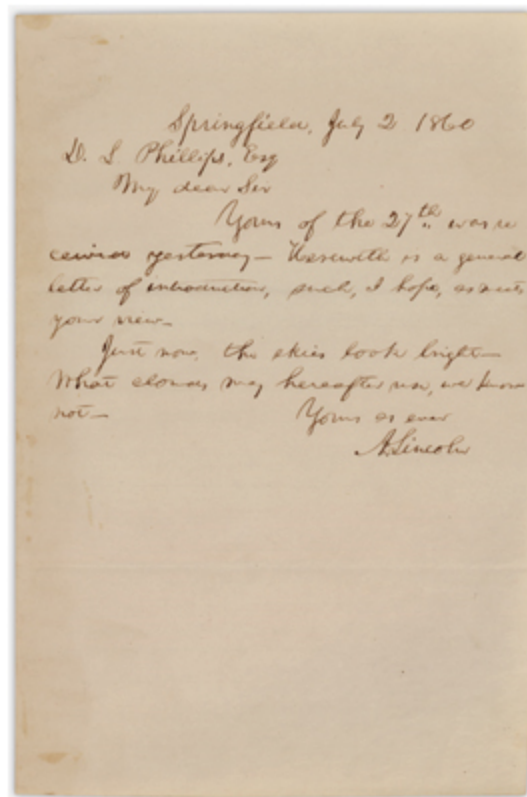 Springfield, July 2 1860
D. L. Phillips, Esq
My dear Sir
Yours of the 27th. was re
ceived yesterday— Herewith is a general
letter of introduction, such, I hope, as meets
your view—
Just now, the skies look bright—
What clouds may hereafter rise, we know
not—
Yours as ever
A. Lincoln